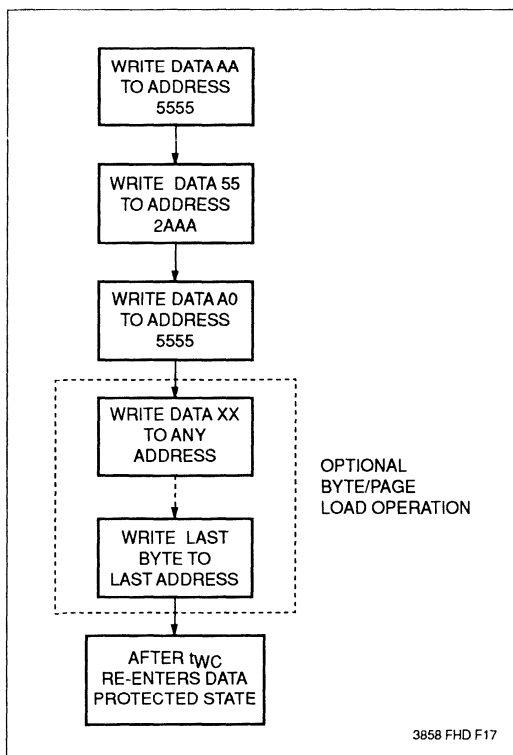 WRITE DATA AA
TO ADDRESS
5555
WRITE DATA 55
TO ADDRESS
2AAA
WRITE DATA A0
TO ADDRESS
5555
WRITE DATA XX
TO ANY
ADDRESS
OPTIONAL
BYTE/PAGE
LOAD OPERATION
WRITE LAST
BYTE TO
LAST ADDRESS
AFTER tWC
RE-ENTERS DATA
PROTECTED STATE
3858 FHD F17